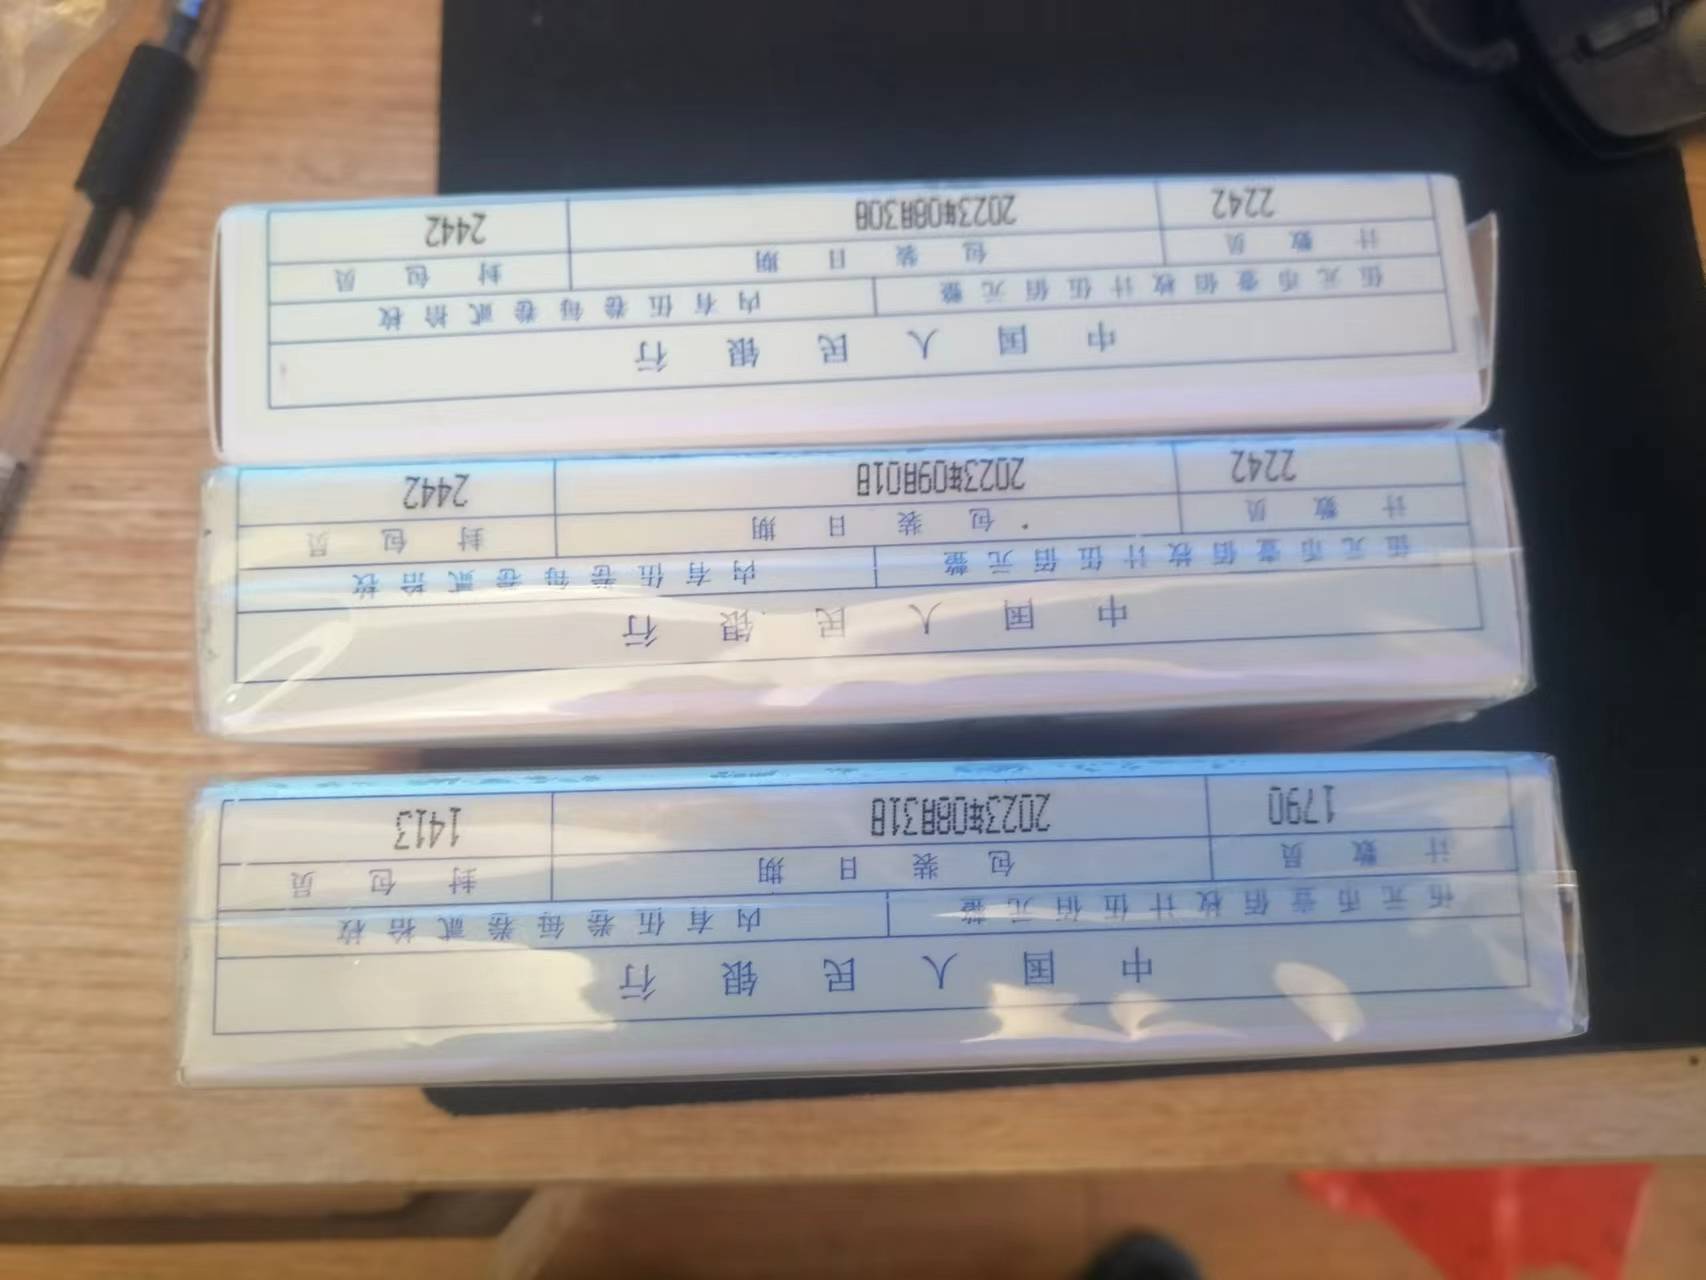 中国人民银行
伍元币壹佰枚计伍佰元整 内有伍卷每卷贰拾枚
计数员 包装日期 封包员
1790 2023年08月31日 1413
中国人民银行
伍元币壹佰枚计伍佰元整 内有伍卷每卷贰拾枚
计数员 包装日期 封包员
2242 2023年09月01日 2442
中国人民银行
伍元币壹佰枚计伍佰元整 内有伍卷每卷贰拾枚
计数员 包装日期 封包员
2242 2023年08月30日 2442